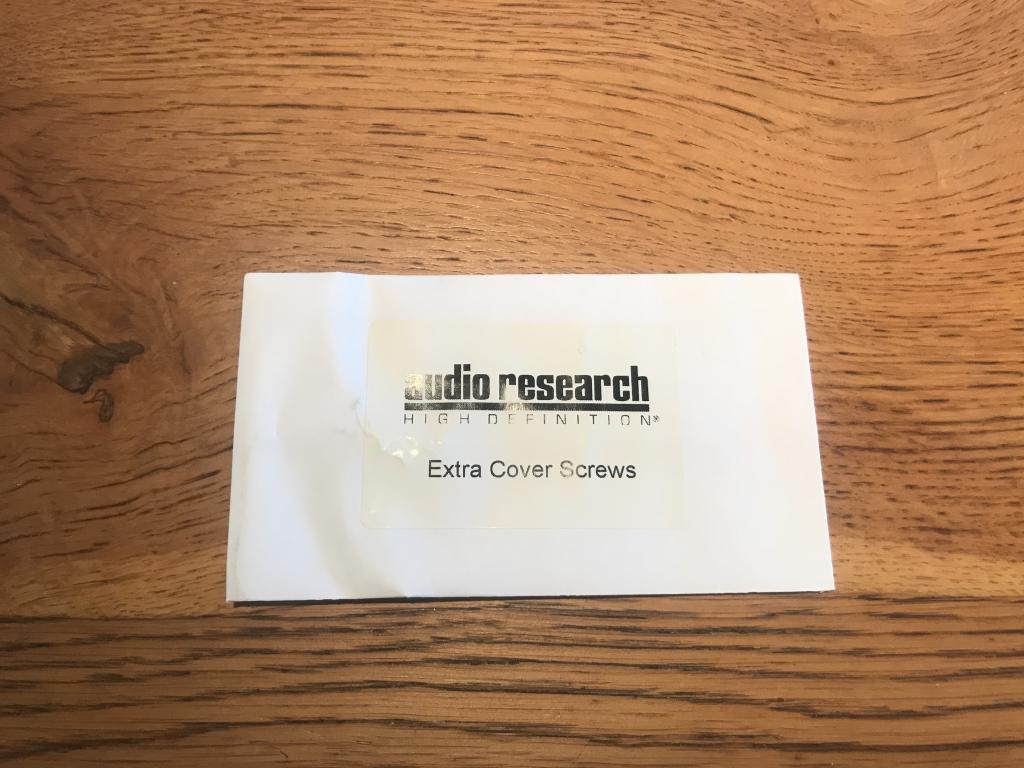 audio research
HIGH DEFINITION®
Extra Cover Screws